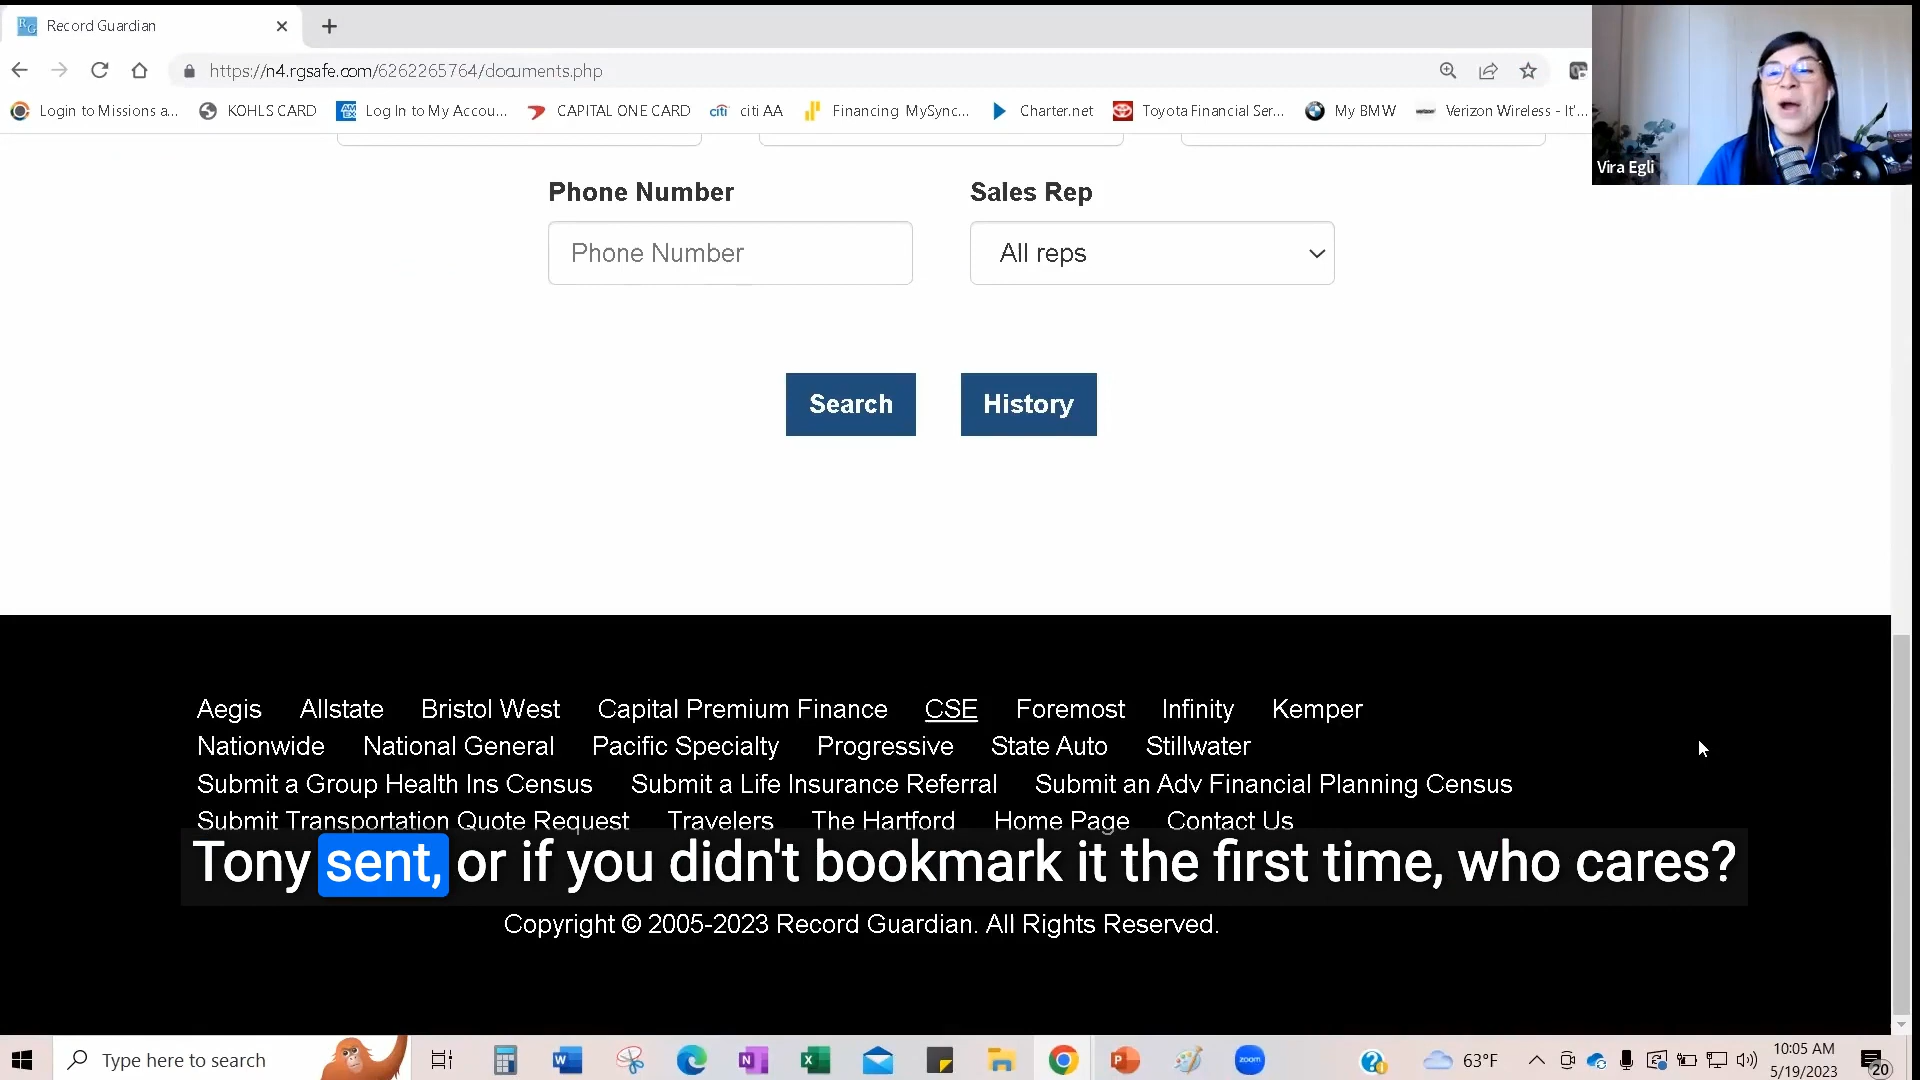 Record Guardian
https://n4.rgsafe.com/6262265764/documents.php
Login to Missions a... KOHLS CARD Log In to My Accou... CAPITAL ONE CARD citi AA Financing MySync... Charter.net Toyota Financial Ser... My BMW Verizon Wireless - It'...
Vira Egli
Phone Number Sales Rep
Phone Number All reps
Search History
Aegis Allstate Bristol West Capital Premium Finance CSE Foremost Infinity Kemper
Nationwide National General Pacific Specialty Progressive State Auto Stillwater
Submit a Group Health Ins Census Submit a Life Insurance Referral Submit an Adv Financial Planning Census
Submit Transportation Quote Request Travelers The Hartford Home Page Contact Us
Tony sent, or if you didn't bookmark it the first time, who cares?
Copyright © 2005-2023 Record Guardian. All Rights Reserved.
Type here to search zoom 63°F 10:05 AM
5/19/2023 20